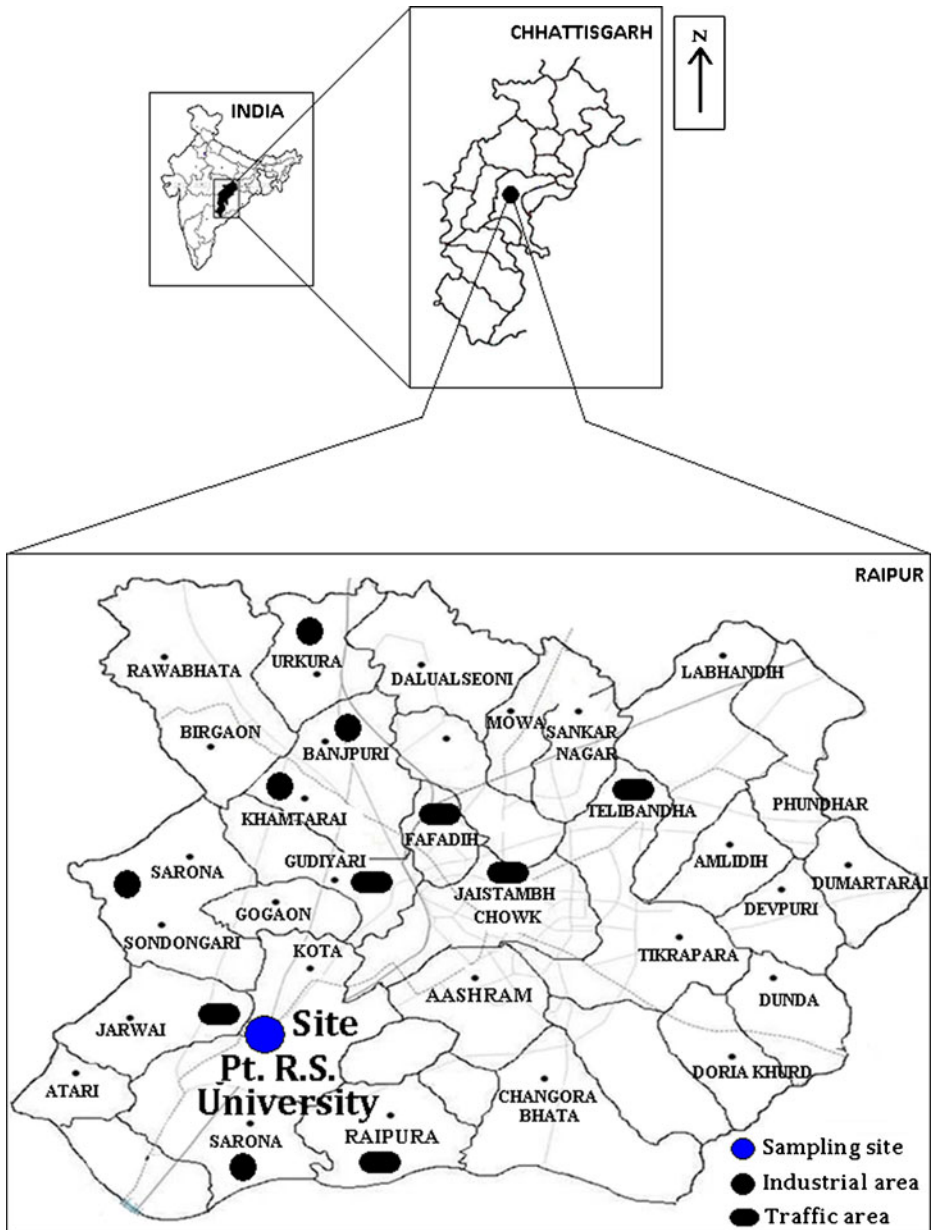 CHHATTISGARH
N
INDIA
RAIPUR
RAWABHATA
URKURA
DALUALSEONI
LABHANDIH
BIRGAON
BANJPURI
MOWA
SANKAR
NAGAR
KHAMTARAI
FAFADIH
TELIBANDHA
PHUNDHAR
SARONA
GUDIYARI
JAISTAMBH
CHOWK
AMLIDIH
DUMARTARAI
GOGAON
DEVPURI
SONDONGARI
KOTA
TIKRAPARA
AASHRAM
DUNDA
JARWAI
Site
Pt. R.S.
University
ATARI
CHANGORA
BHATA
DORIA KHURD
SARONA
RAIPURA
Sampling site
Industrial area
Traffic area